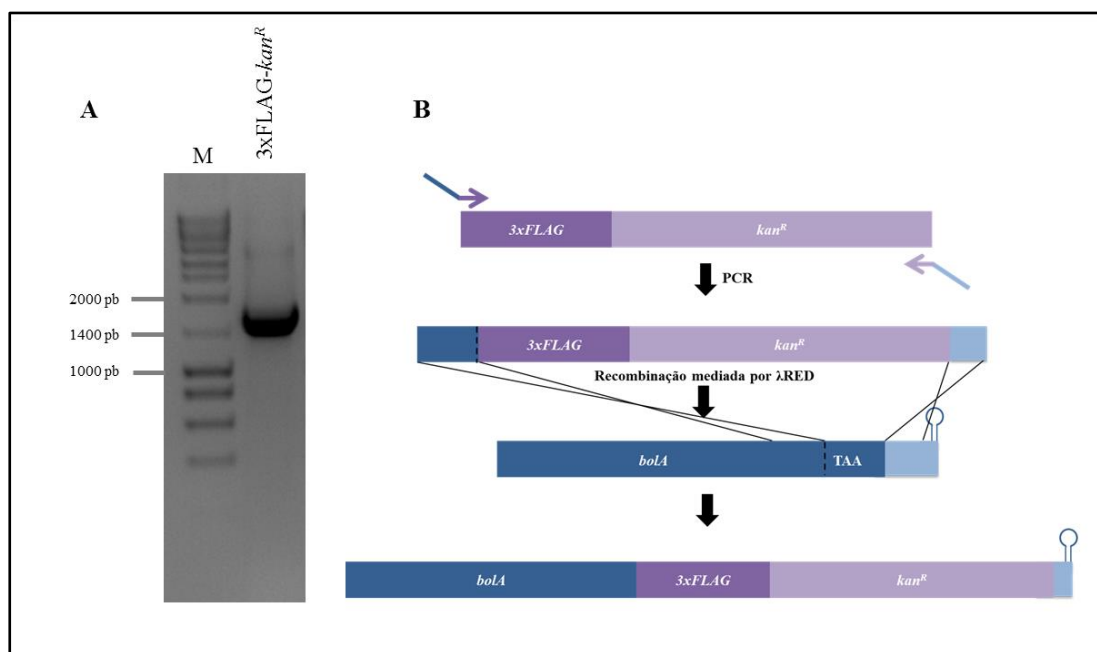 A
M
3xFLAG-kanR
2000 pb
1400 pb
1000 pb
B
3xFLAG
kanR
PCR
3xFLAG
kanR
Recombinação mediada por λRED
bolA
TAA
bolA
3xFLAG
kanR